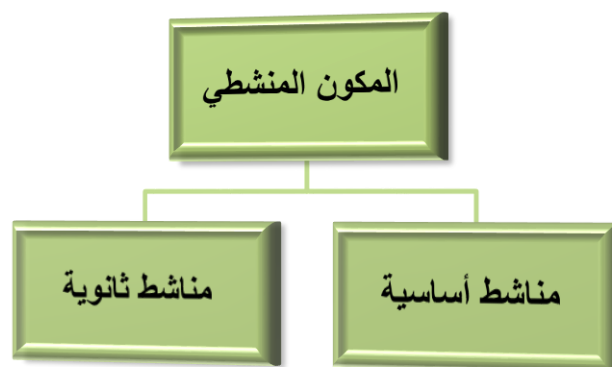 المكون المنشطي
مناشط أساسية
مناشط ثانوية